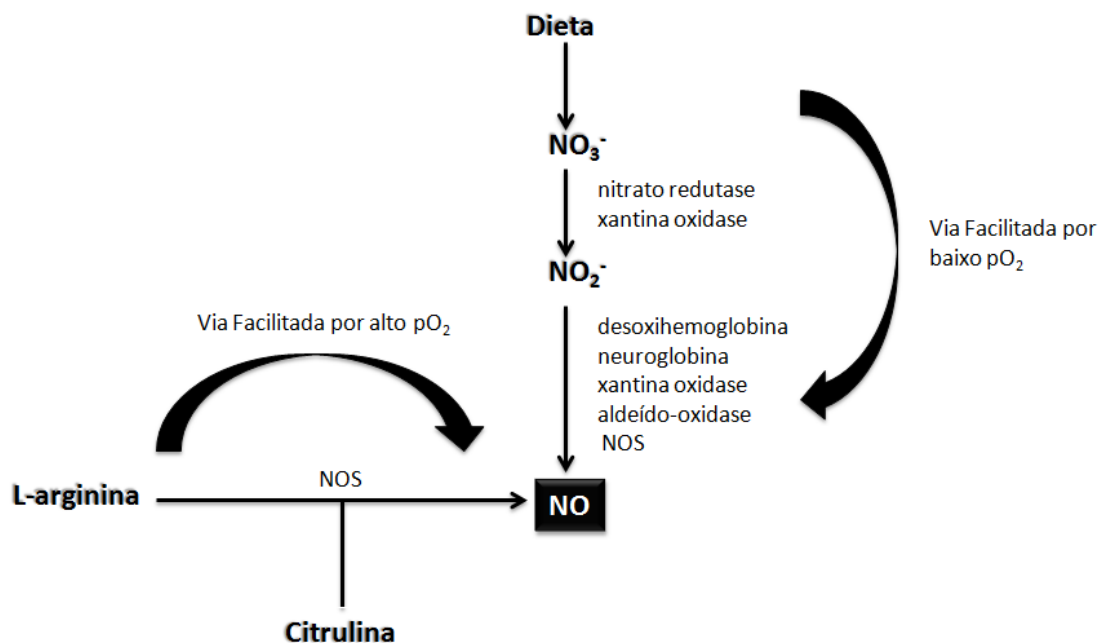 Dieta
NO₃⁻
nitrato redutase
xantina oxidase
Via Facilitada por
baixo pO₂
NO₂⁻
Via Facilitada por alto pO₂
desoxihemoglobina
neuroglobina
xantina oxidase
aldeído-oxidase
NOS
L-arginina
NOS
NO
Citrulina